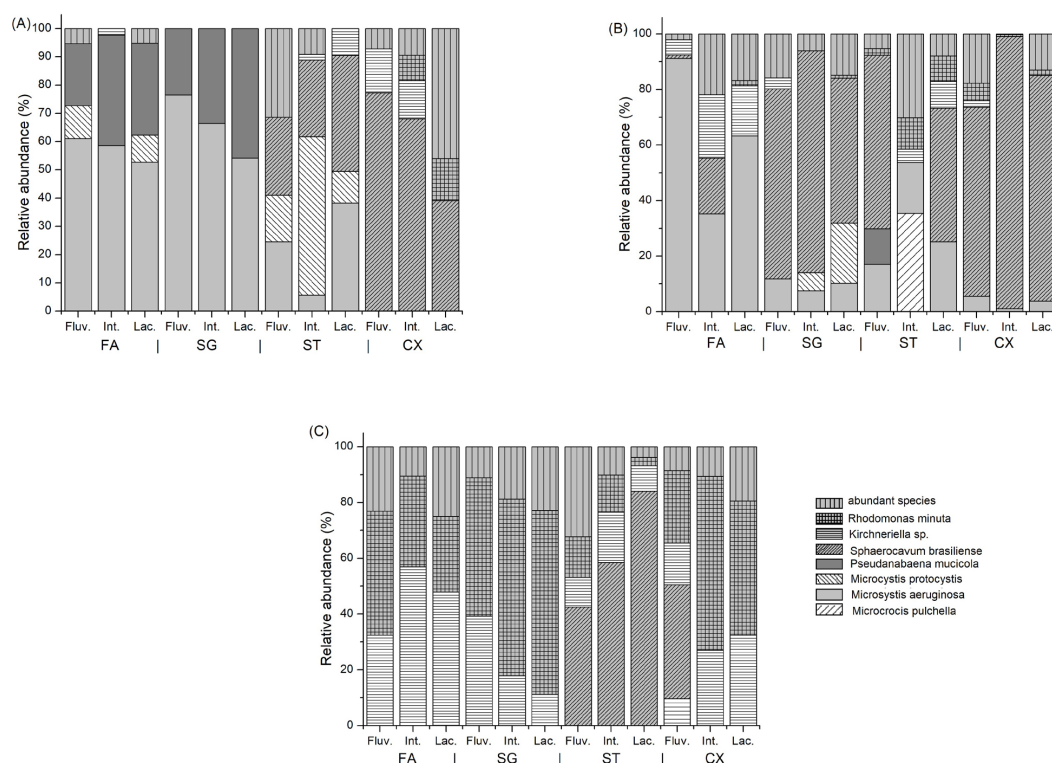 (A)
Relative abundance (%)
100
90
80
70
60
50
40
30
20
10
0
Fluv. Int. Lac. Fluv. Int. Lac. Fluv. Int. Lac. Fluv. Int. Lac.
FA | SG | ST | CX
(B)
Relative abundance (%)
100
80
60
40
20
0
Fluv. Int. Lac. Fluv. Int. Lac. Fluv. Int. Lac. Fluv. Int. Lac.
FA | SG | ST | CX
(C)
Relative abundance (%)
100
80
60
40
20
0
Fluv. Int. Lac. Fluv. Int. Lac. Fluv. Int. Lac. Fluv. Int. Lac.
FA | SG | ST | CX
abundant species
Rhodomonas minuta
Kirchneriella sp.
Sphaerocavum brasiliense
Pseudanabaena mucicola
Microcystis protocystis
Microsystis aeruginosa
Microcrocis pulchella